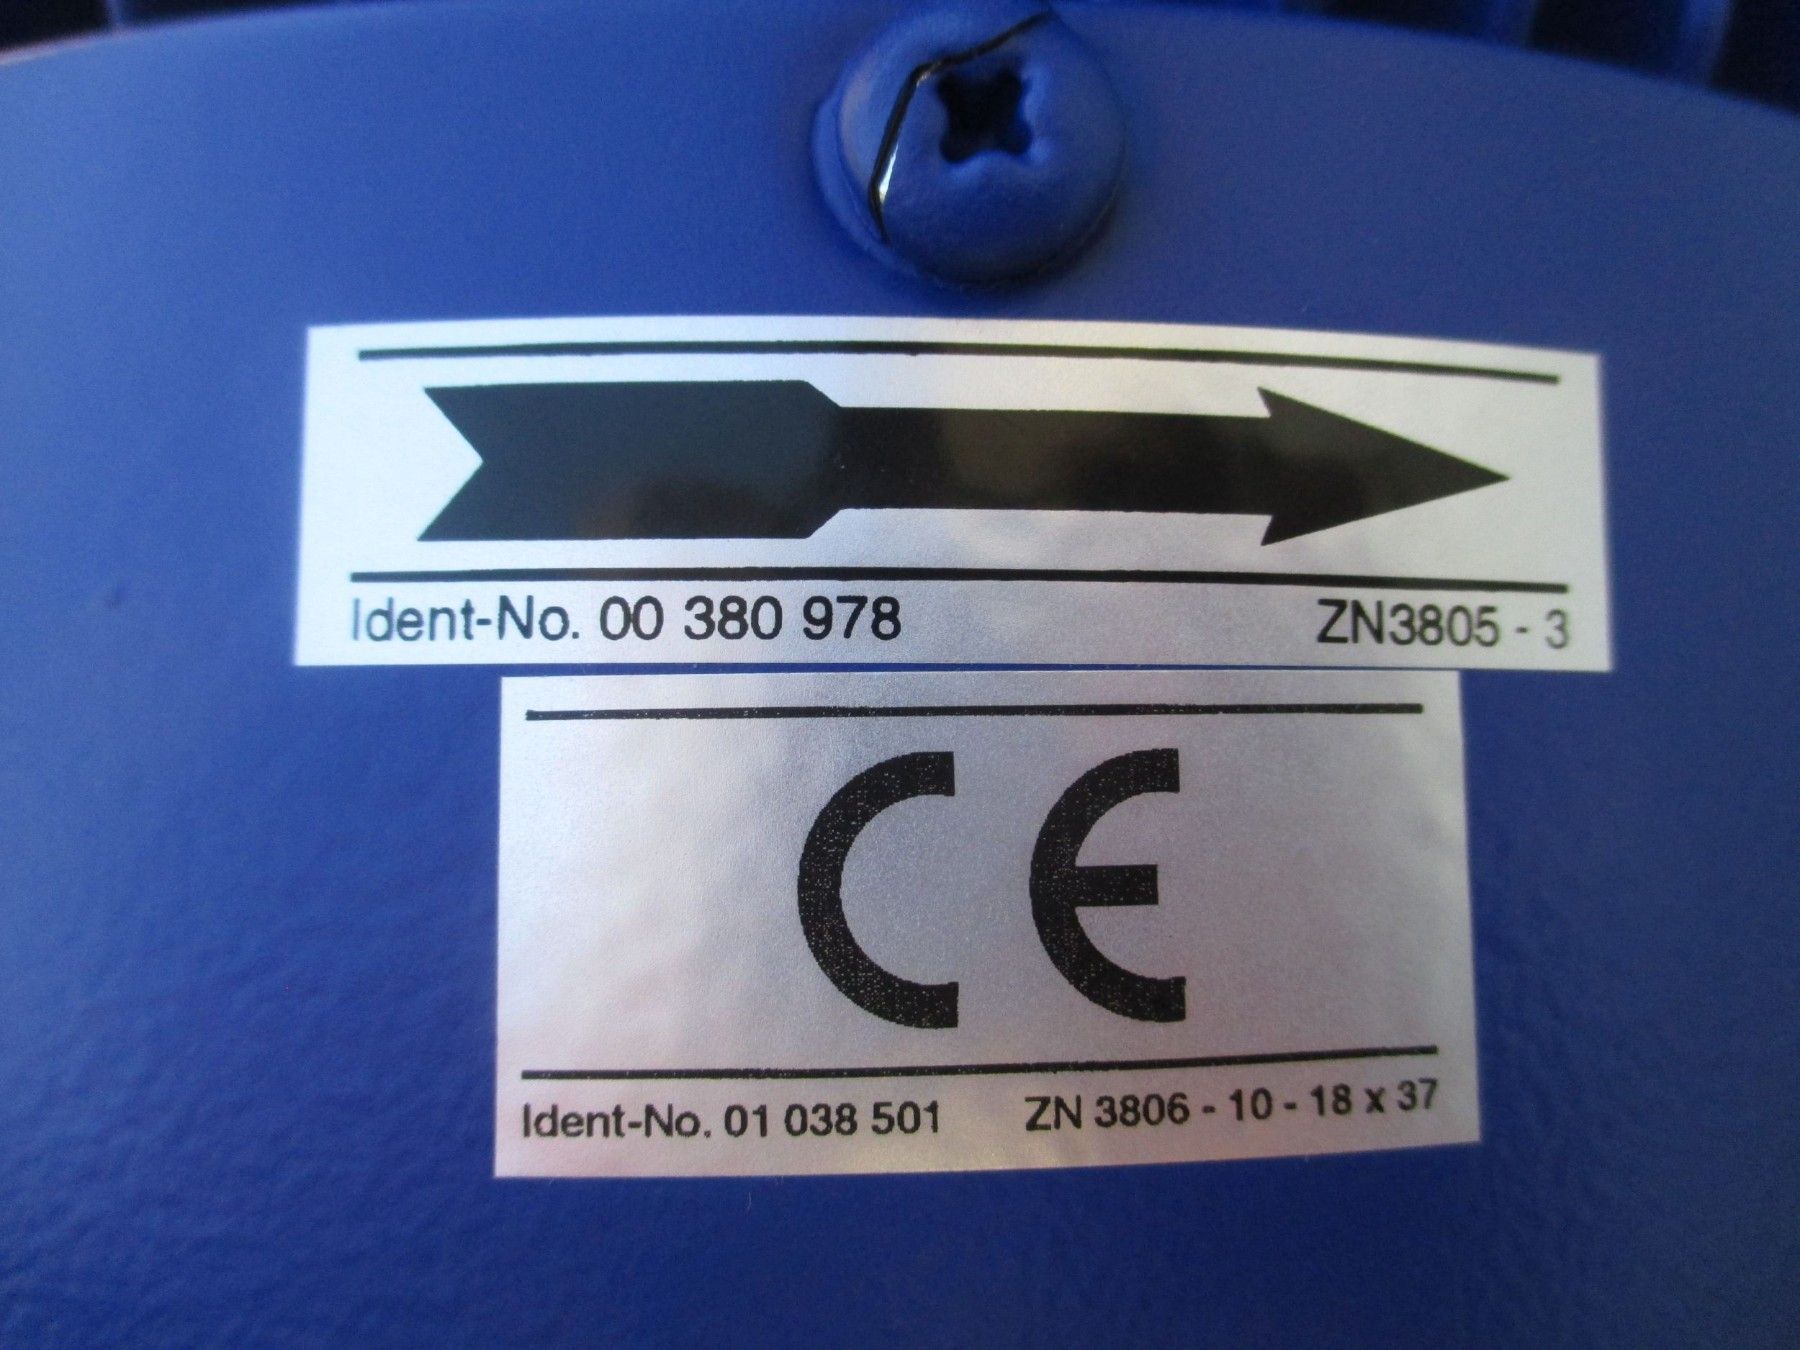 Ident-No. 00 380 978 ZN3805 - 3
CE
Ident-No. 01 038 501 ZN 3806 - 10 - 18 x 37